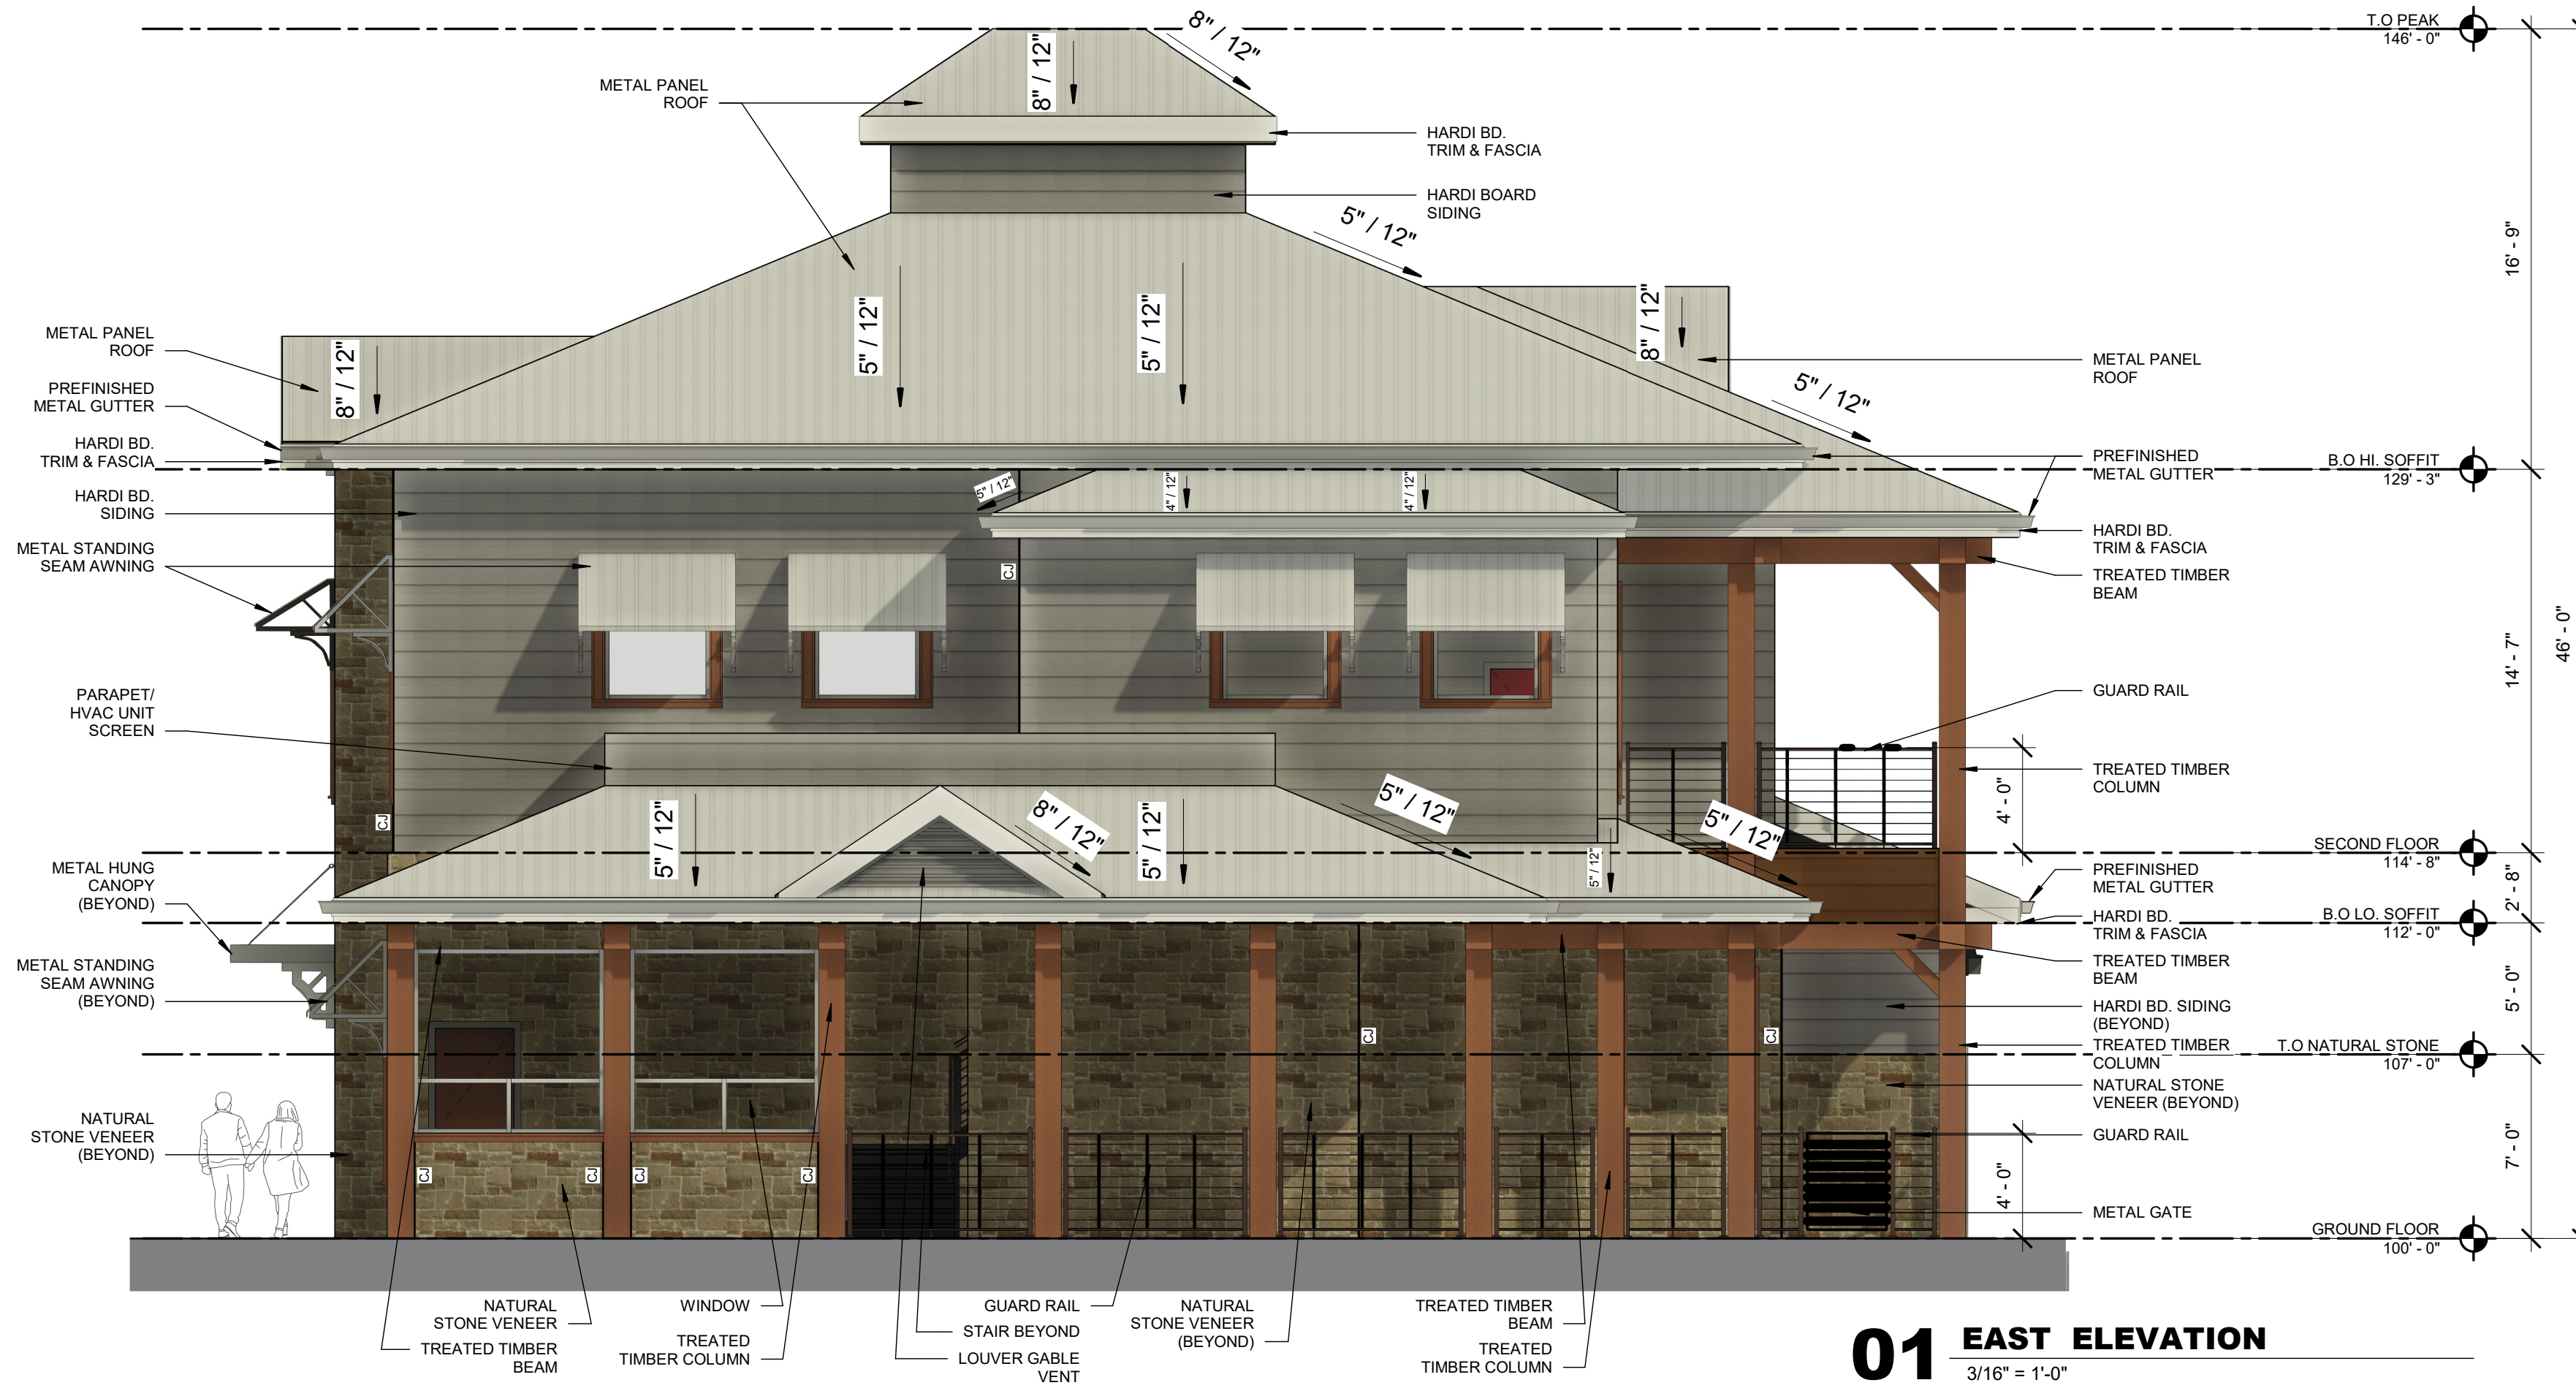 T.O PEAK
146' - 0"
8" / 12"
8" / 12"
METAL PANEL
ROOF
HARDI BD.
TRIM & FASCIA
HARDI BOARD
SIDING
5" / 12"
16' - 9"
5" / 12"
5" / 12"
8" / 12"
METAL PANEL
ROOF
8" / 12"
METAL PANEL
ROOF
5" / 12"
PREFINISHED
METAL GUTTER
HARDI BD.
TRIM & FASCIA
PREFINISHED
METAL GUTTER
B.O HI. SOFFIT
129' - 3"
HARDI BD.
SIDING
5" / 12"
4" / 12"
4" / 12"
METAL STANDING
SEAM AWNING
CJ
HARDI BD.
TRIM & FASCIA
TREATED TIMBER
BEAM
14' - 7"
46' - 0"
PARAPET/
HVAC UNIT
SCREEN
GUARD RAIL
TREATED TIMBER
COLUMN
4' - 0"
CJ
5" / 12"
8" / 12"
5" / 12"
5" / 12"
5" / 12"
5" / 12"
SECOND FLOOR
114' - 8"
METAL HUNG
CANOPY
(BEYOND)
PREFINISHED
METAL GUTTER
2' - 8"
HARDI BD.
TRIM & FASCIA
B.O LO. SOFFIT
112' - 0"
METAL STANDING
SEAM AWNING
(BEYOND)
TREATED TIMBER
BEAM
5' - 0"
HARDI BD. SIDING
(BEYOND)
CJ
CJ
TREATED TIMBER
COLUMN
T.O NATURAL STONE
107' - 0"
NATURAL STONE
VENEER (BEYOND)
NATURAL
STONE VENEER
(BEYOND)
GUARD RAIL
7' - 0"
CJ
CJ
CJ
CJ
4' - 0"
METAL GATE
GROUND FLOOR
100' - 0"
NATURAL
STONE VENEER
TREATED TIMBER
BEAM
WINDOW
TREATED
TIMBER COLUMN
GUARD RAIL
STAIR BEYOND
LOUVER GABLE
VENT
NATURAL
STONE VENEER
(BEYOND)
TREATED TIMBER
BEAM
TREATED
TIMBER COLUMN
01 EAST ELEVATION
3/16" = 1'-0"